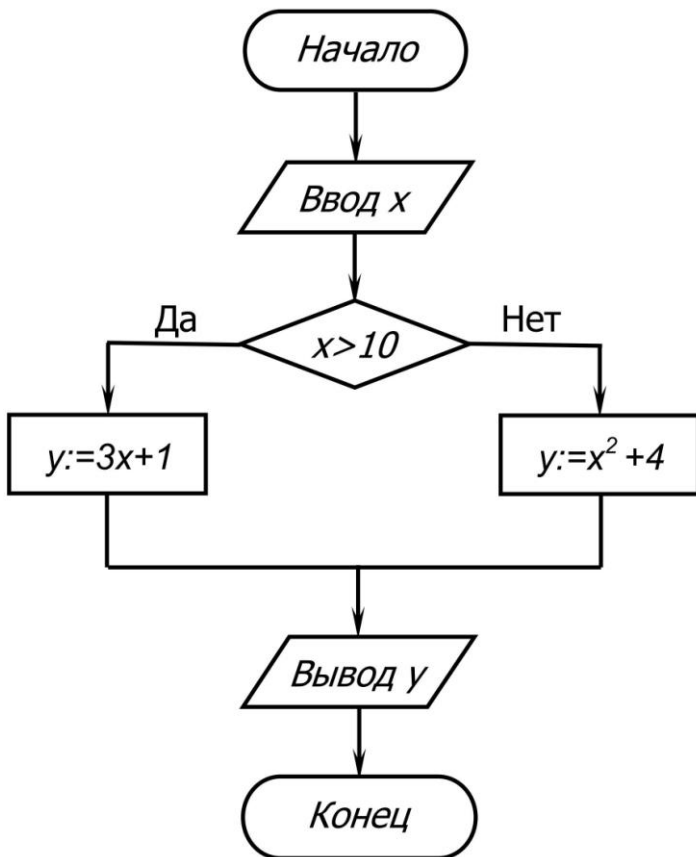 Начало
Ввод x
Да
x>10
Нет
y:=3x+1
y:=x² +4
Вывод y
Конец